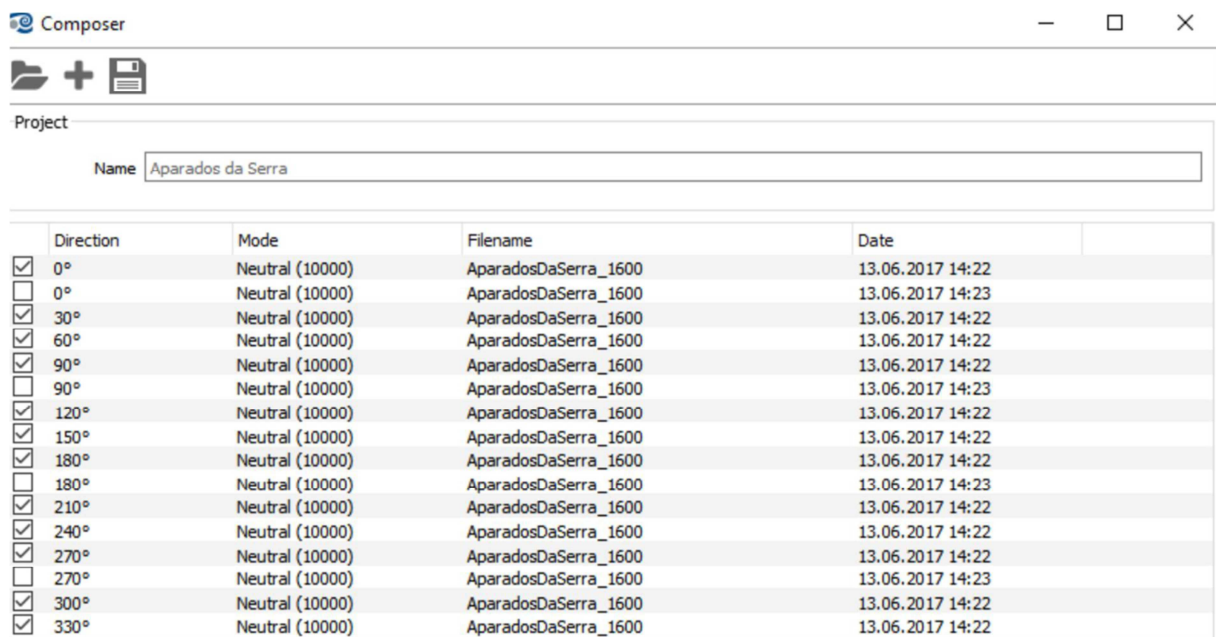 Composer
Project
Name Aparados da Serra
Direction Mode Filename Date
0° Neutral (10000) AparadosDaSerra_1600 13.06.2017 14:22
0° Neutral (10000) AparadosDaSerra_1600 13.06.2017 14:23
30° Neutral (10000) AparadosDaSerra_1600 13.06.2017 14:22
60° Neutral (10000) AparadosDaSerra_1600 13.06.2017 14:22
90° Neutral (10000) AparadosDaSerra_1600 13.06.2017 14:22
90° Neutral (10000) AparadosDaSerra_1600 13.06.2017 14:23
120° Neutral (10000) AparadosDaSerra_1600 13.06.2017 14:22
150° Neutral (10000) AparadosDaSerra_1600 13.06.2017 14:22
180° Neutral (10000) AparadosDaSerra_1600 13.06.2017 14:22
180° Neutral (10000) AparadosDaSerra_1600 13.06.2017 14:23
210° Neutral (10000) AparadosDaSerra_1600 13.06.2017 14:22
240° Neutral (10000) AparadosDaSerra_1600 13.06.2017 14:22
270° Neutral (10000) AparadosDaSerra_1600 13.06.2017 14:22
270° Neutral (10000) AparadosDaSerra_1600 13.06.2017 14:23
300° Neutral (10000) AparadosDaSerra_1600 13.06.2017 14:22
330° Neutral (10000) AparadosDaSerra_1600 13.06.2017 14:22